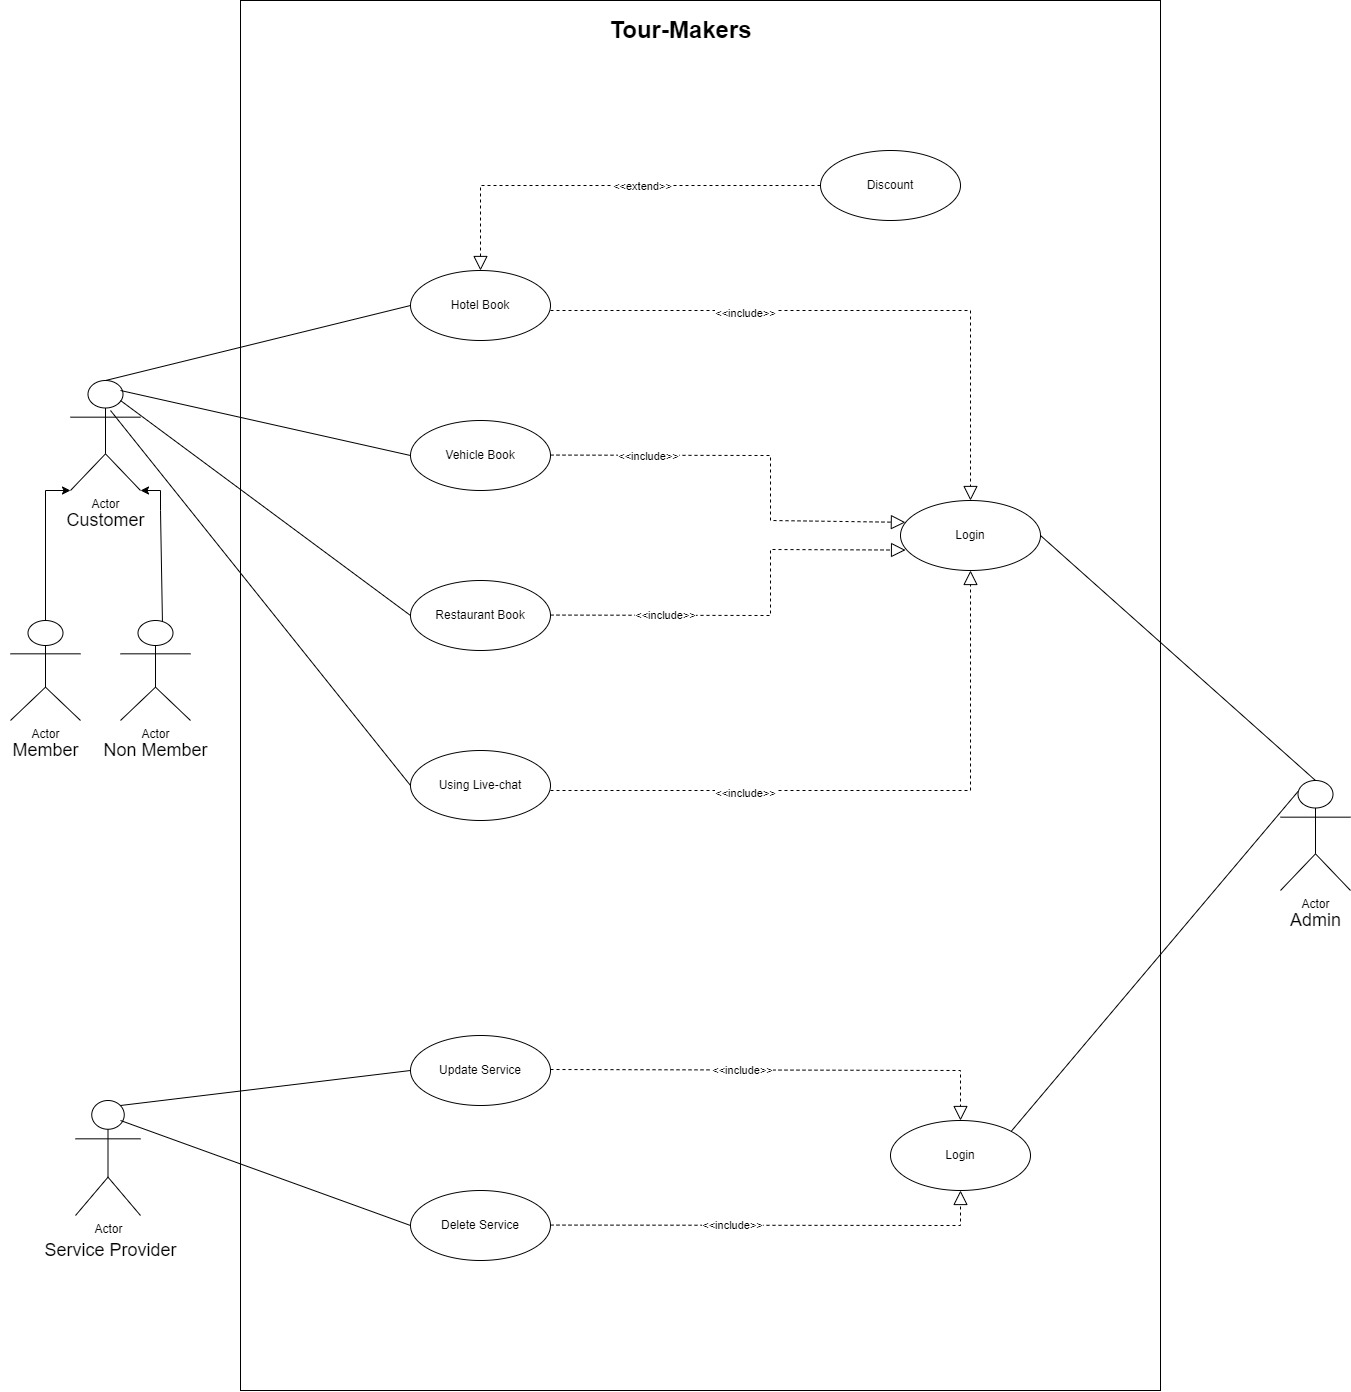 Tour-Makers
Discount
<<extend>>
Hotel Book
<<include>>
Vehicle Book
<<include>>
Actor
Customer
Login
Restaurant Book
<<include>>
Actor
Member
Actor
Non Member
Using Live-chat
<<include>>
Actor
Admin
Update Service
<<include>>
Login
Actor
Service Provider
Delete Service
<<include>>